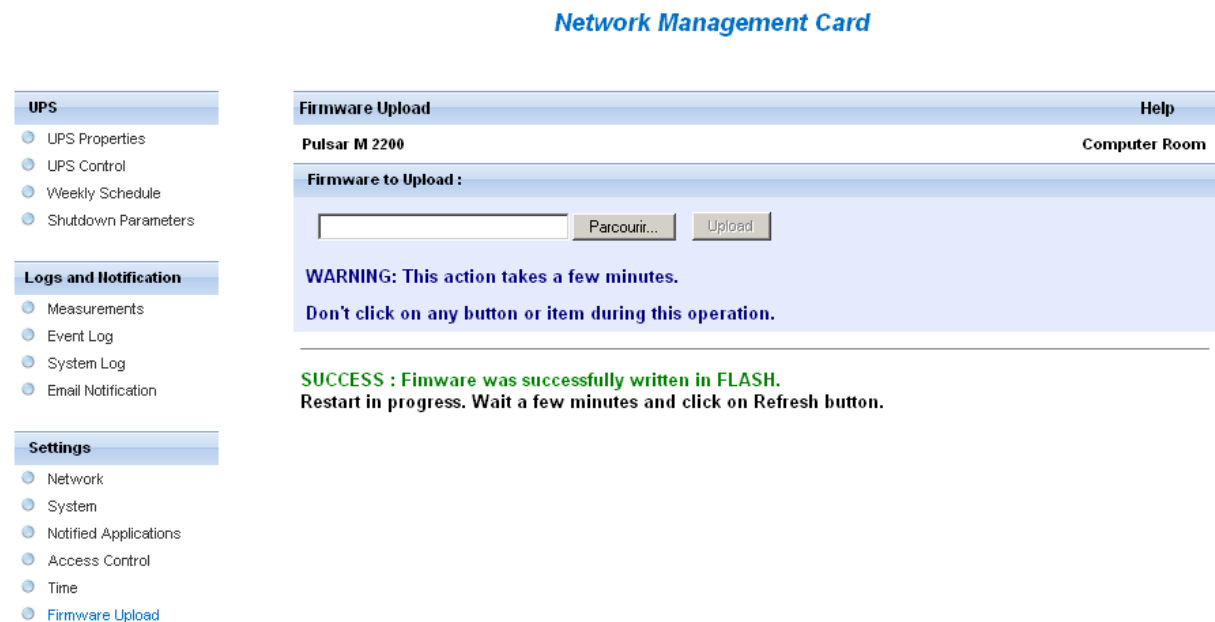 Network Management Card
UPS
UPS Properties
UPS Control
Weekly Schedule
Shutdown Parameters
Logs and Notification
Measurements
Event Log
System Log
Email Notification
Settings
Network
System
Notified Applications
Access Control
Time
Firmware Upload
Firmware Upload Help
Pulsar M 2200 Computer Room
Firmware to Upload :
Parcourir... Upload
WARNING: This action takes a few minutes.
Don't click on any button or item during this operation.
SUCCESS : Fimware was successfully written in FLASH.
Restart in progress. Wait a few minutes and click on Refresh button.